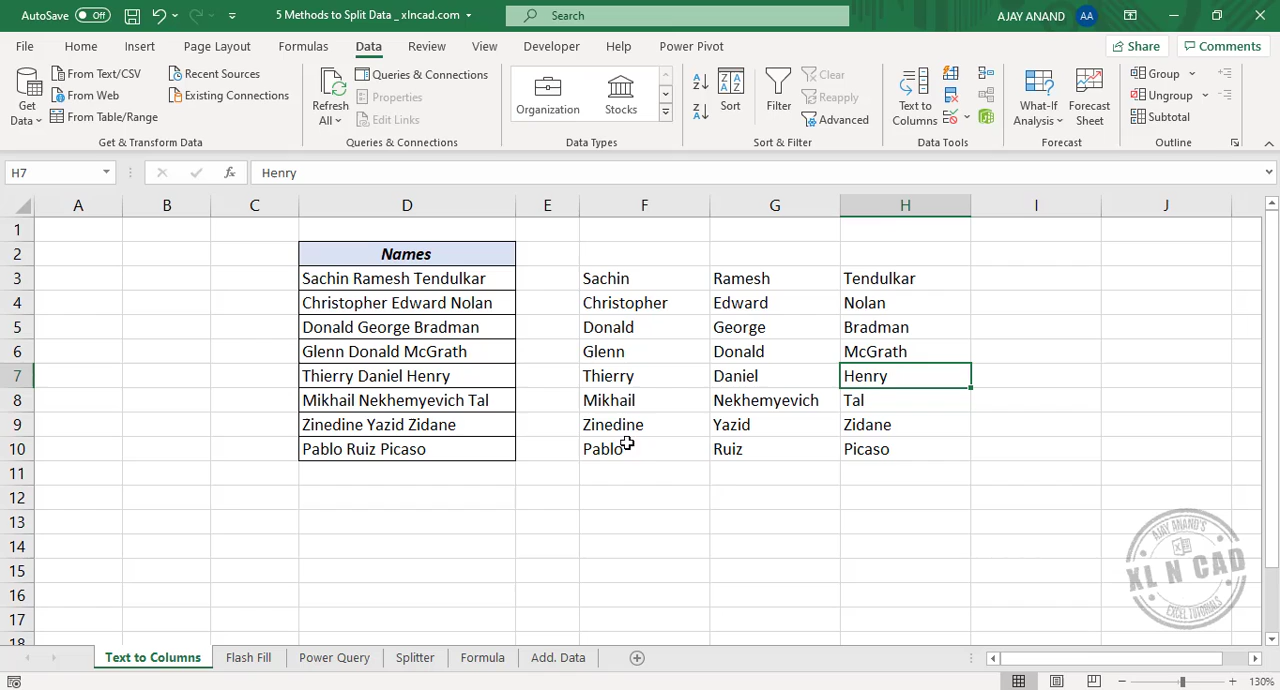 AutoSave Off 5 Methods to Split Data _ xlncad.com Search AJAY ANAND AA
File Home Insert Page Layout Formulas Data Review View Developer Help Power Pivot Share Comments
Get Data
From Text/CSV
From Web
From Table/Range
Recent Sources
Existing Connections
Get & Transform Data
Refresh All
Queries & Connections
Properties
Edit Links
Queries & Connections
Organization
Stocks
Data Types
Sort
Filter
Clear
Reapply
Advanced
Sort & Filter
Text to Columns
Data Tools
What-If Analysis
Forecast Sheet
Forecast
Group
Ungroup
Subtotal
Outline
H7 fx Henry
A B C D E F G H I J
1
2 Names
3 Sachin Ramesh Tendulkar Sachin Ramesh Tendulkar
4 Christopher Edward Nolan Christopher Edward Nolan
5 Donald George Bradman Donald George Bradman
6 Glenn Donald McGrath Glenn Donald McGrath
7 Thierry Daniel Henry Thierry Daniel Henry
8 Mikhail Nekhemyevich Tal Mikhail Nekhemyevich Tal
9 Zinedine Yazid Zidane Zinedine Yazid Zidane
10 Pablo Ruiz Picaso Pablo Ruiz Picaso
11
12
13
14
15
16
17
18
AJAY ANAND'S
XL N CAD
EXCEL TUTORIALS
Text to Columns Flash Fill Power Query Splitter Formula Add. Data
130%